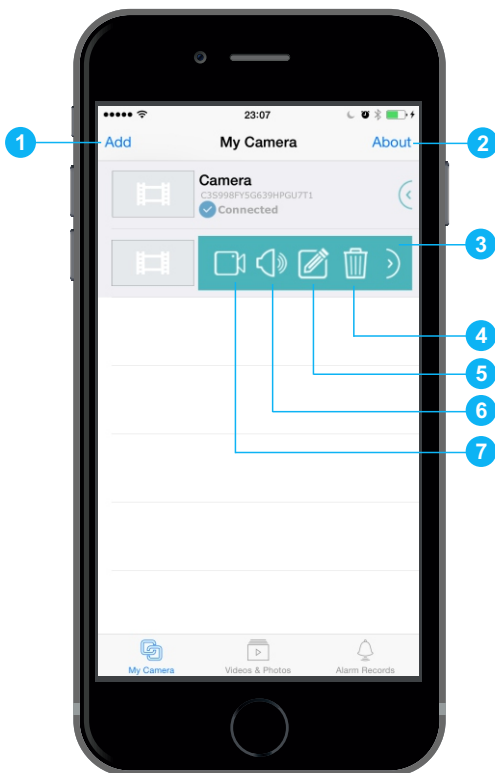 23:07
1
Add
My Camera
About
2
Camera
C3S998FY5G639HPGU7T1
Connected
3
4
5
6
7
My Camera
Videos & Photos
Alarm Records